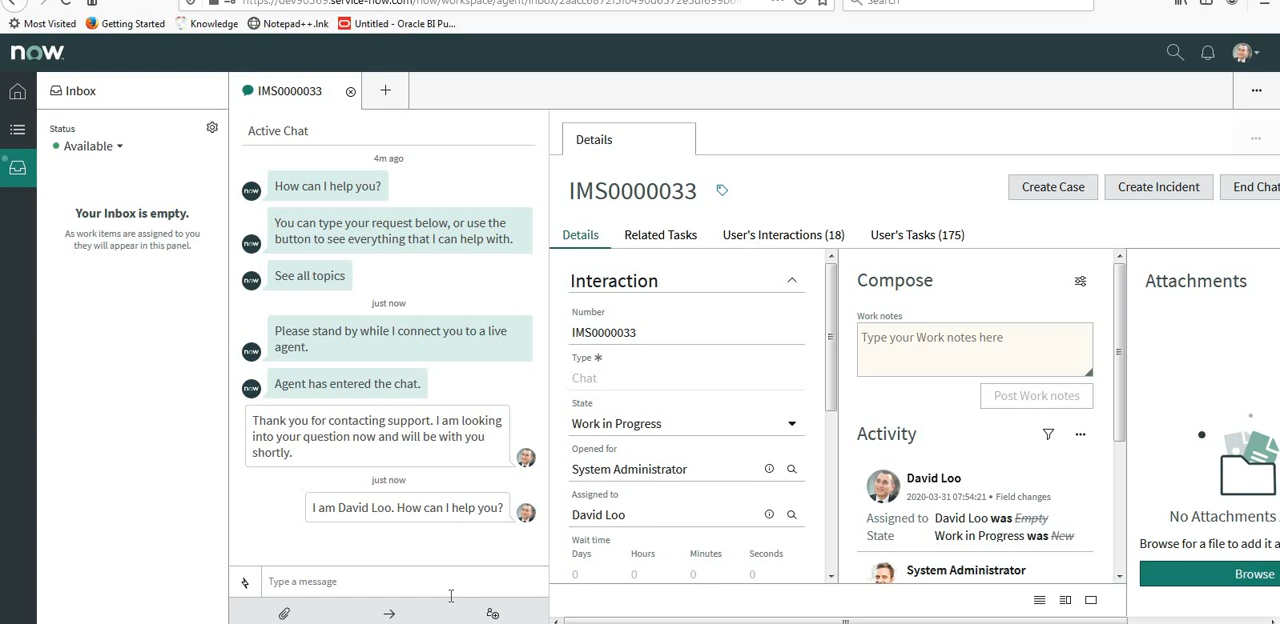 Most Visited Getting Started Knowledge Notepad++.lnk Untitled - Oracle BI Pu...
Search
now
Inbox
IMS0000033
Status
Available
Your Inbox is empty.
As work items are assigned to you
they will appear in this panel.
Active Chat
4m ago
How can I help you?
You can type your request below, or use the
button to see everything that I can help with.
See all topics
just now
Please stand by while I connect you to a live
agent.
Agent has entered the chat.
Thank you for contacting support. I am looking
into your question now and will be with you
shortly.
just now
I am David Loo. How can I help you?
Type a message
Details
IMS0000033
Create Case
Create Incident
End Chat
Details
Related Tasks
User's Interactions (18)
User's Tasks (175)
Interaction
Number
IMS0000033
Type
Chat
State
Work in Progress
Opened for
System Administrator
Assigned to
David Loo
Wait time
Days Hours Minutes Seconds
0 0 0 0
Compose
Work notes
Type your Work notes here
Post Work notes
Activity
David Loo
2020-03-31 07:54:21 • Field changes
Assigned to David Loo was Empty
State Work in Progress was New
System Administrator
Attachments
No Attachments
Browse for a file to add it a
Browse